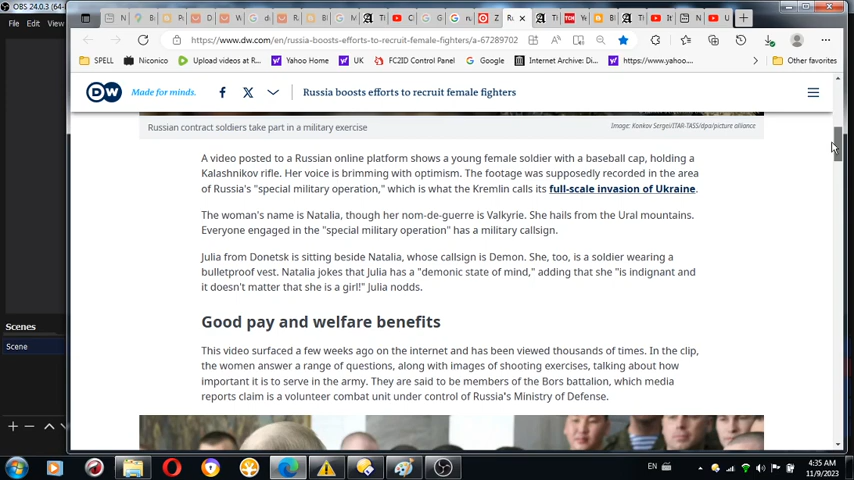 OBS 24.0.3 (64-
File Edit View
https://www.dw.com/en/russia-boosts-efforts-to-recruit-female-fighters/a-67289702
SPELL Niconico Upload videos at R... Yahoo Home UK FC2ID Control Panel Google Internet Archive: Di... https://www.yahoo.... Other favorites
DW Made for minds. Russia boosts efforts to recruit female fighters
Russian contract soldiers take part in a military exercise
Image: Konkov Sergei/ITAR-TASS/dpa/picture alliance
A video posted to a Russian online platform shows a young female soldier with a baseball cap, holding a
Kalashnikov rifle. Her voice is brimming with optimism. The footage was supposedly recorded in the area
of Russia's "special military operation," which is what the Kremlin calls its full-scale invasion of Ukraine.
The woman's name is Natalia, though her nom-de-guerre is Valkyrie. She hails from the Ural mountains.
Everyone engaged in the "special military operation" has a military callsign.
Julia from Donetsk is sitting beside Natalia, whose callsign is Demon. She, too, is a soldier wearing a
bulletproof vest. Natalia jokes that Julia has a "demonic state of mind," adding that she "is indignant and
it doesn't matter that she is a girl!" Julia nodds.
Good pay and welfare benefits
This video surfaced a few weeks ago on the internet and has been viewed thousands of times. In the clip,
the women answer a range of questions, along with images of shooting exercises, talking about how
important it is to serve in the army. They are said to be members of the Bors battalion, which media
reports claim is a volunteer combat unit under control of Russia's Ministry of Defense.
Scenes
Scene
EN
4:35 AM
11/9/2023